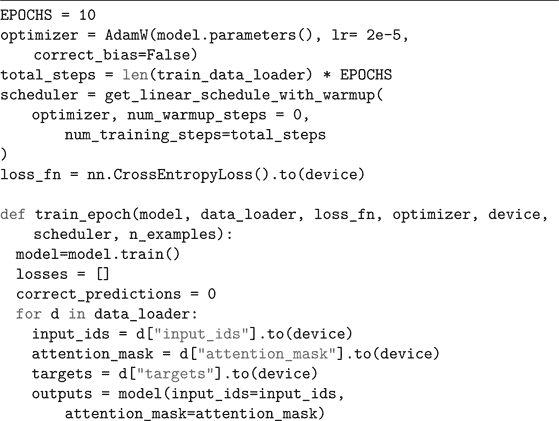 EPOCHS = 10
optimizer = AdamW(model.parameters(), lr= 2e-5,
    correct_bias=False)
total_steps = len(train_data_loader) * EPOCHS
scheduler = get_linear_schedule_with_warmup(
    optimizer, num_warmup_steps = 0,
        num_training_steps=total_steps
)
loss_fn = nn.CrossEntropyLoss().to(device)

def train_epoch(model, data_loader, loss_fn, optimizer, device,
    scheduler, n_examples):
  model=model.train()
  losses = []
  correct_predictions = 0
  for d in data_loader:
    input_ids = d["input_ids"].to(device)
    attention_mask = d["attention_mask"].to(device)
    targets = d["targets"].to(device)
    outputs = model(input_ids=input_ids,
        attention_mask=attention_mask)